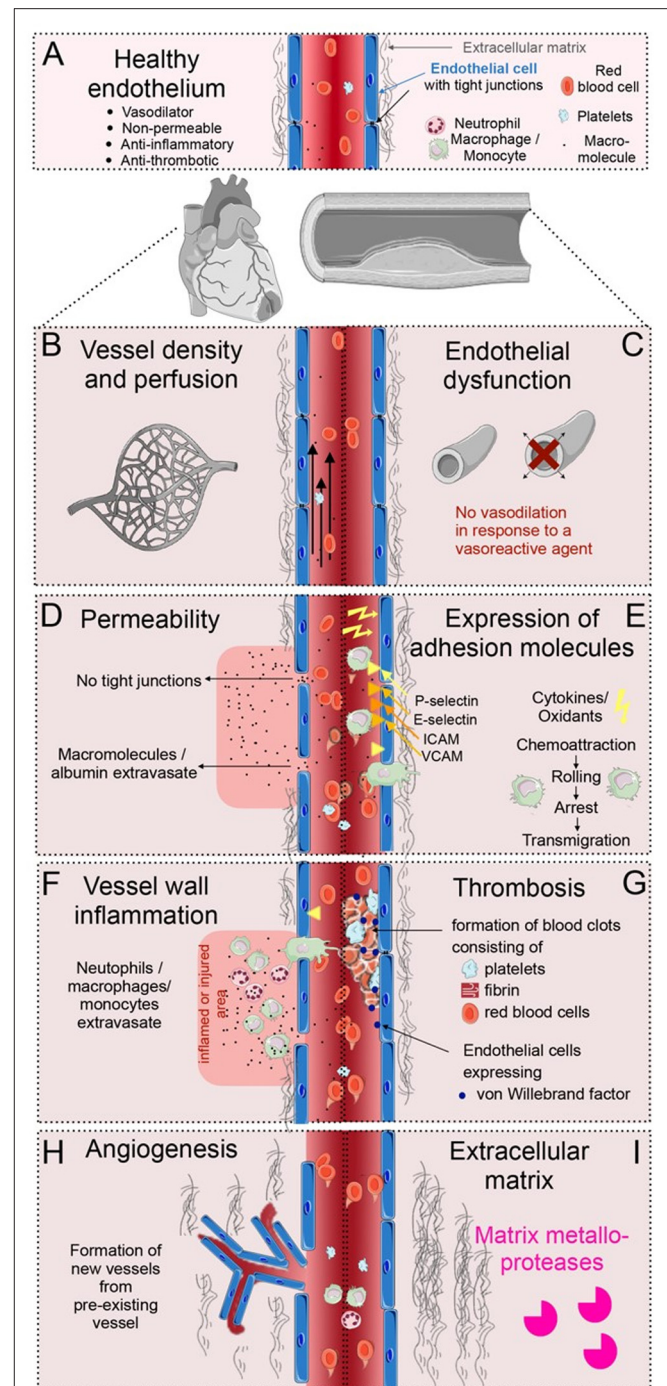 A
Healthy
endothelium
• Vasodilator
• Non-permeable
• Anti-inflammatory
• Anti-thrombotic
Extracellular matrix
Endothelial cell
with tight junctions
Neutrophil
Macrophage /
Monocyte
Red
blood cell
Platelets
Macro-
molecule
B
Vessel density
and perfusion
C
Endothelial
dysfunction
No vasodilation
in response to a
vasoreactive agent
D
Permeability
No tight junctions
Macromolecules /
albumin extravasate
E
Expression of
adhesion molecules
P-selectin
E-selectin
ICAM
VCAM
Cytokines/
Oxidants
Chemoattraction
Rolling
Arrest
Transmigration
F
Vessel wall
inflammation
Neutophils /
macrophages/
monocytes
extravasate
inflamed or injured
area
G
Thrombosis
formation of blood clots
consisting of
platelets
fibrin
red blood cells
Endothelial cells
expressing
• von Willebrand factor
H
Angiogenesis
Formation of
new vessels
from
pre-existing
vessel
I
Extracellular
matrix
Matrix metallo-
proteases